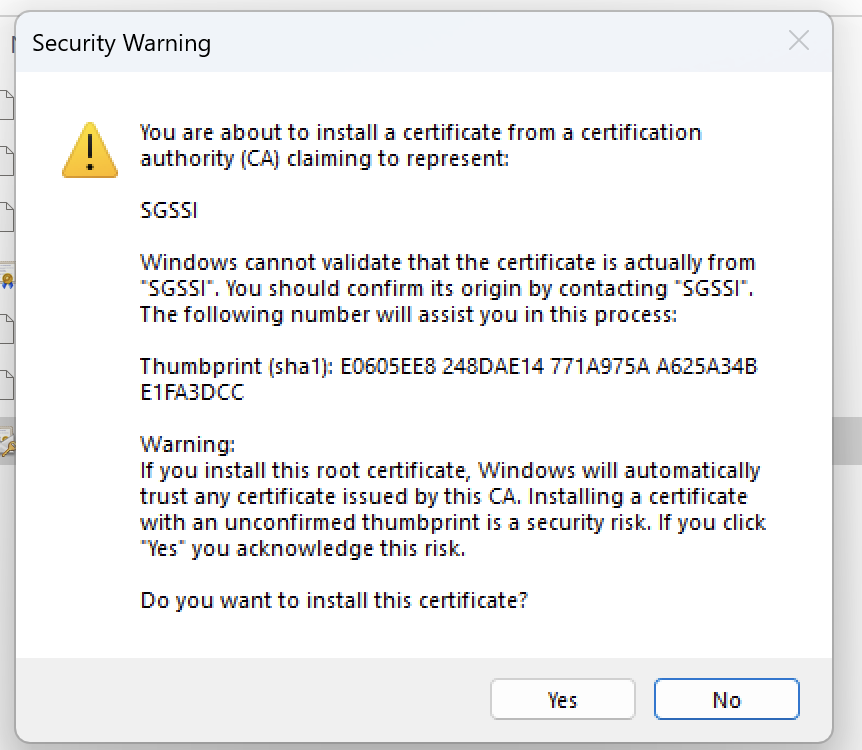 Security Warning
You are about to install a certificate from a certification
authority (CA) claiming to represent:
SGSSI
Windows cannot validate that the certificate is actually from
"SGSSI". You should confirm its origin by contacting "SGSSI".
The following number will assist you in this process:
Thumbprint (sha1): E0605EE8 248DAE14 771A975A A625A34B
E1FA3DCC
Warning:
If you install this root certificate, Windows will automatically
trust any certificate issued by this CA. Installing a certificate
with an unconfirmed thumbprint is a security risk. If you click
"Yes" you acknowledge this risk.
Do you want to install this certificate?
Yes
No